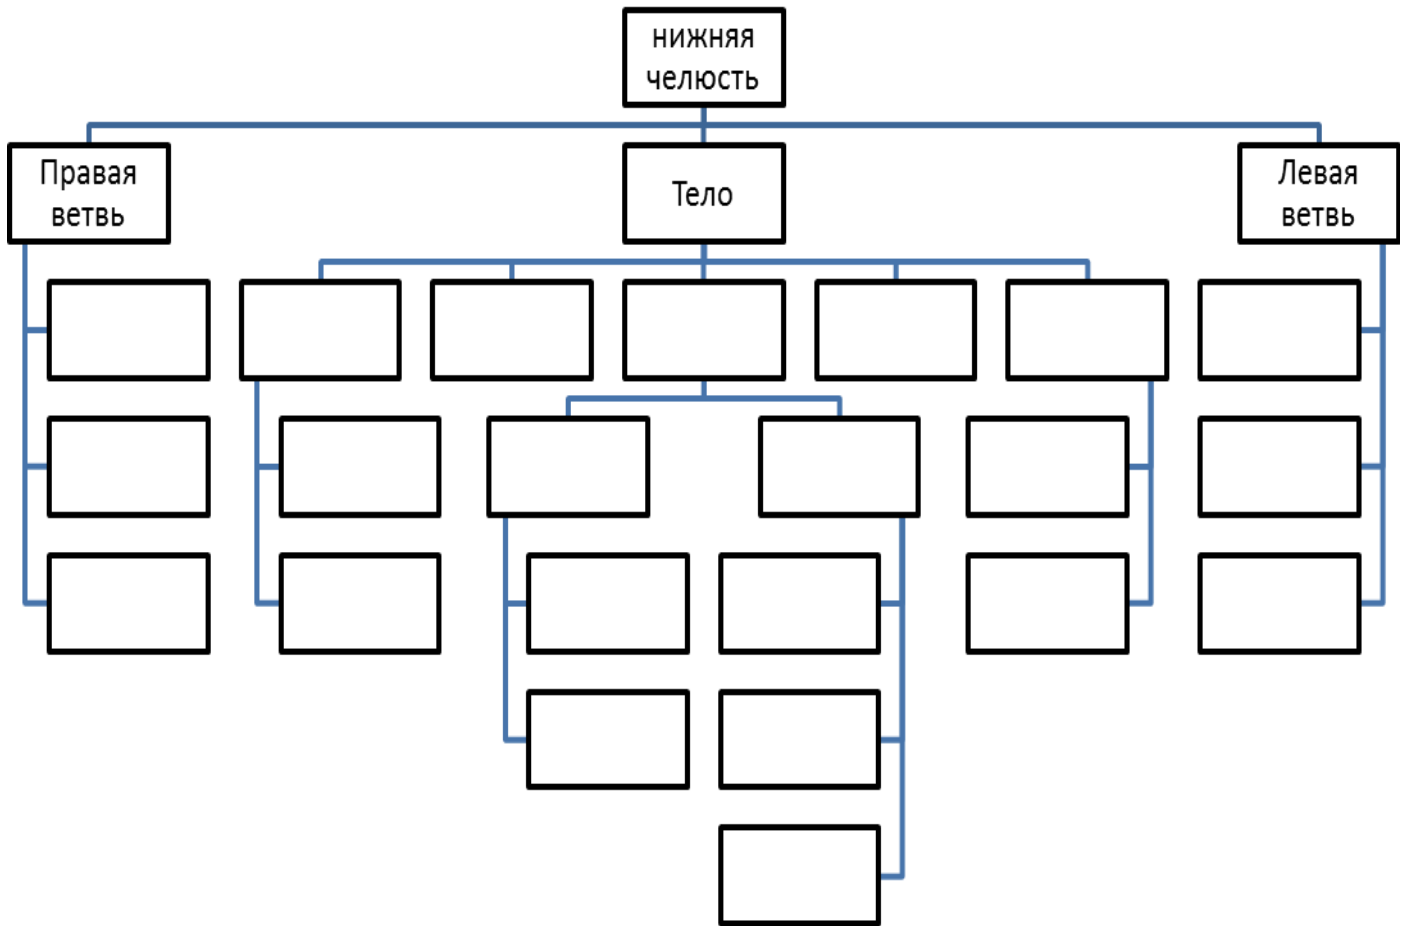 нижняя
челюсть
Правая
ветвь
Тело
Левая
ветвь